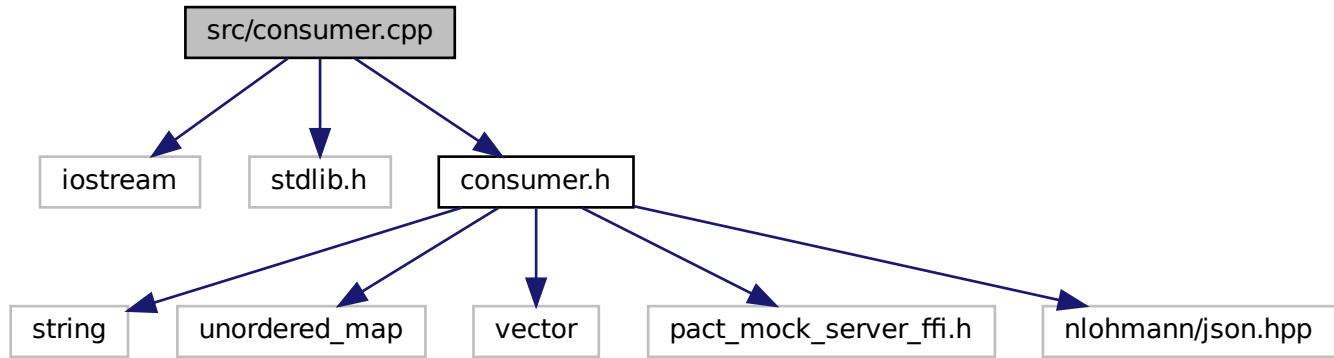 src/consumer.cpp
iostream
stdlib.h
consumer.h
string
unordered_map
vector
pact_mock_server_ffi.h
nlohmann/json.hpp